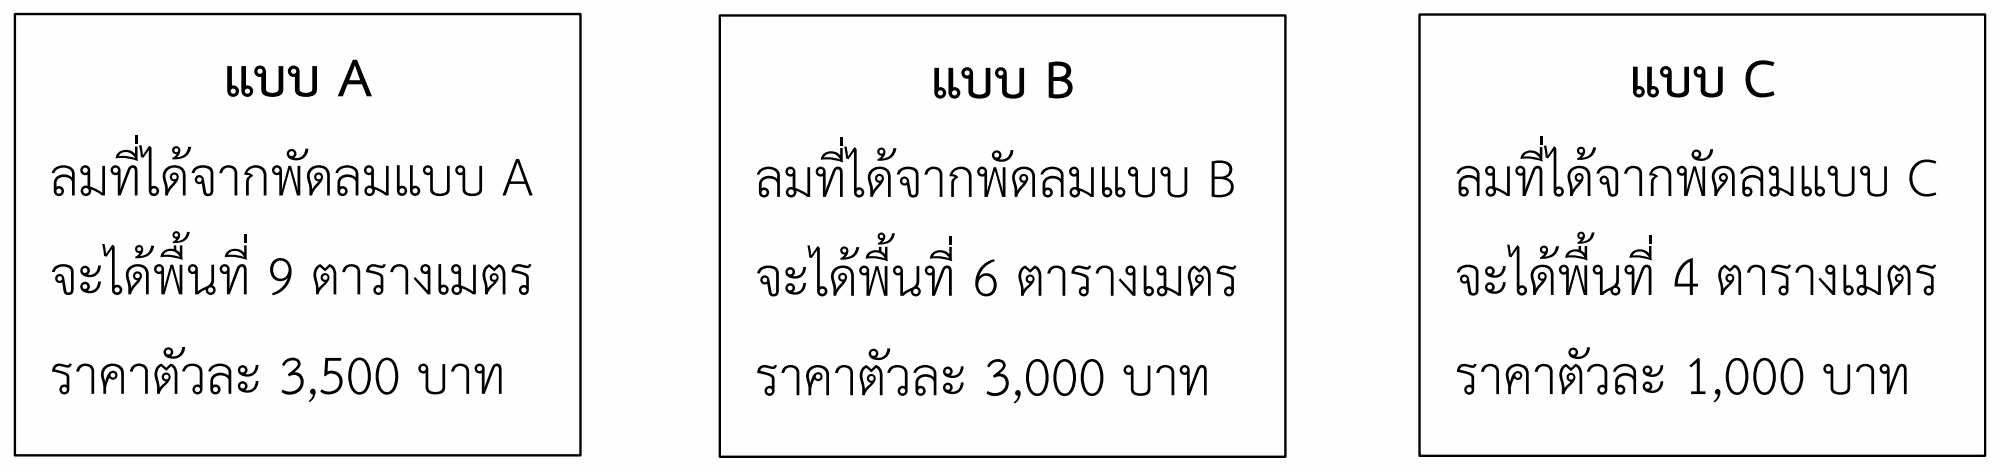 แบบ A
ลมที่ได้จากพัดลมแบบ A
จะได้พื้นที่ 9 ตารางเมตร
ราคาตัวละ 3,500 บาท
แบบ B
ลมที่ได้จากพัดลมแบบ B
จะได้พื้นที่ 6 ตารางเมตร
ราคาตัวละ 3,000 บาท
แบบ C
ลมที่ได้จากพัดลมแบบ C
จะได้พื้นที่ 4 ตารางเมตร
ราคาตัวละ 1,000 บาท